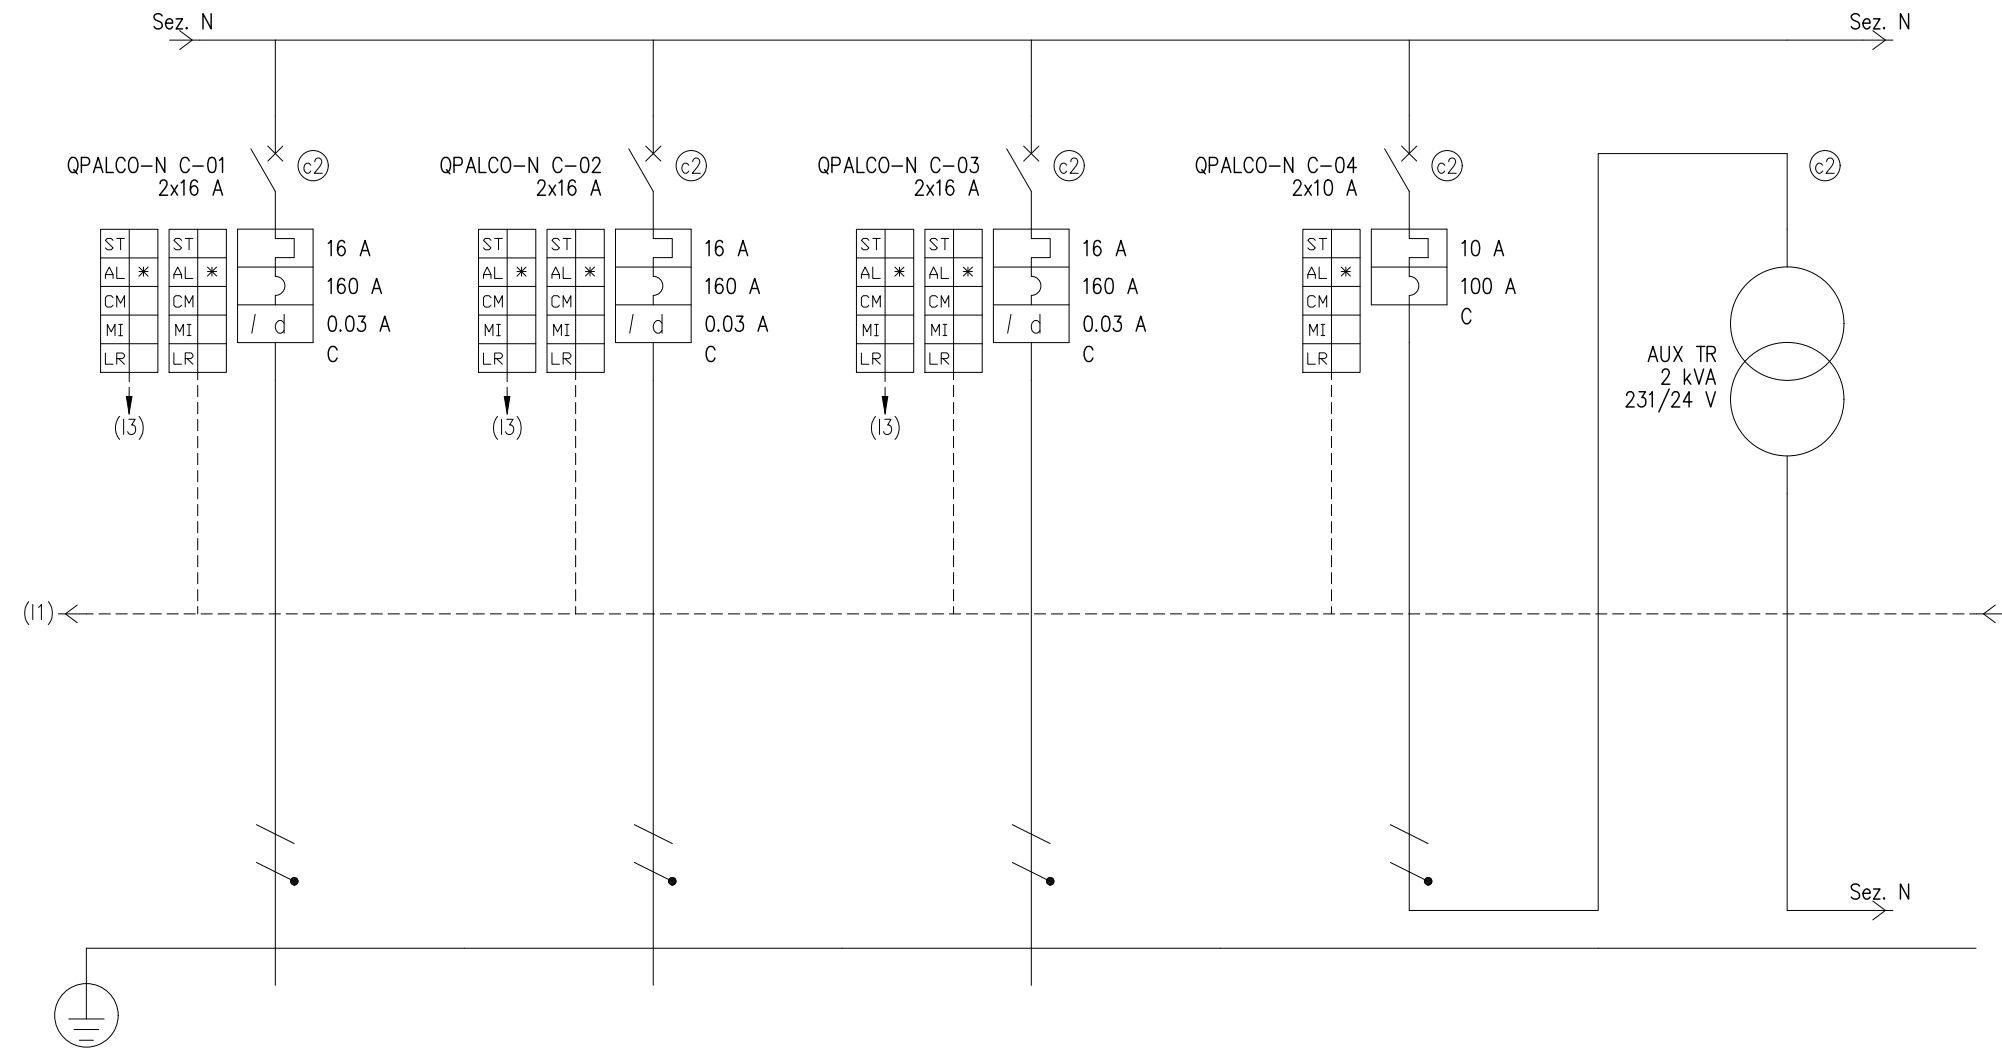 Sez. N
Sez. N
QPALCO-N C-01
2x16 A
c2
QPALCO-N C-02
2x16 A
c2
QPALCO-N C-03
2x16 A
c2
QPALCO-N C-04
2x10 A
c2
c2
ST
AL *
CM
MI
LR
(I3)
ST
AL *
CM
MI
LR
16 A
160 A
I d
0.03 A
C
ST
AL *
CM
MI
LR
(I3)
ST
AL *
CM
MI
LR
16 A
160 A
I d
0.03 A
C
ST
AL *
CM
MI
LR
(I3)
ST
AL *
CM
MI
LR
16 A
160 A
I d
0.03 A
C
ST
AL *
CM
MI
LR
10 A
100 A
C
AUX TR
2 kVA
231/24 V
(I1)
Sez. N